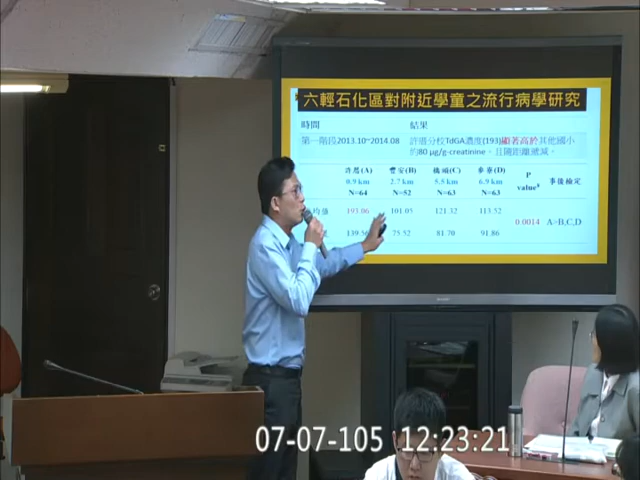 六輕石化區對附近學童之流行病學研究
時間 結果
第一階段2013.10~2014.08 許厝分校TdGA濃度(193)顯著高於其他國小
約80 μg/g-creatinine，且隨距離遞減。
許厝(A) 豐安(B) 橋頭(C) 麥寮(D) P 事後檢定
0.9 km 2.7 km 5.5 km 6.9 km value
N=64 N=52 N=63 N=63
193.06 101.05 121.32 113.52 0.0014 A>B,C,D
139.56 75.52 81.70 91.86
07-07-105 12:23:21